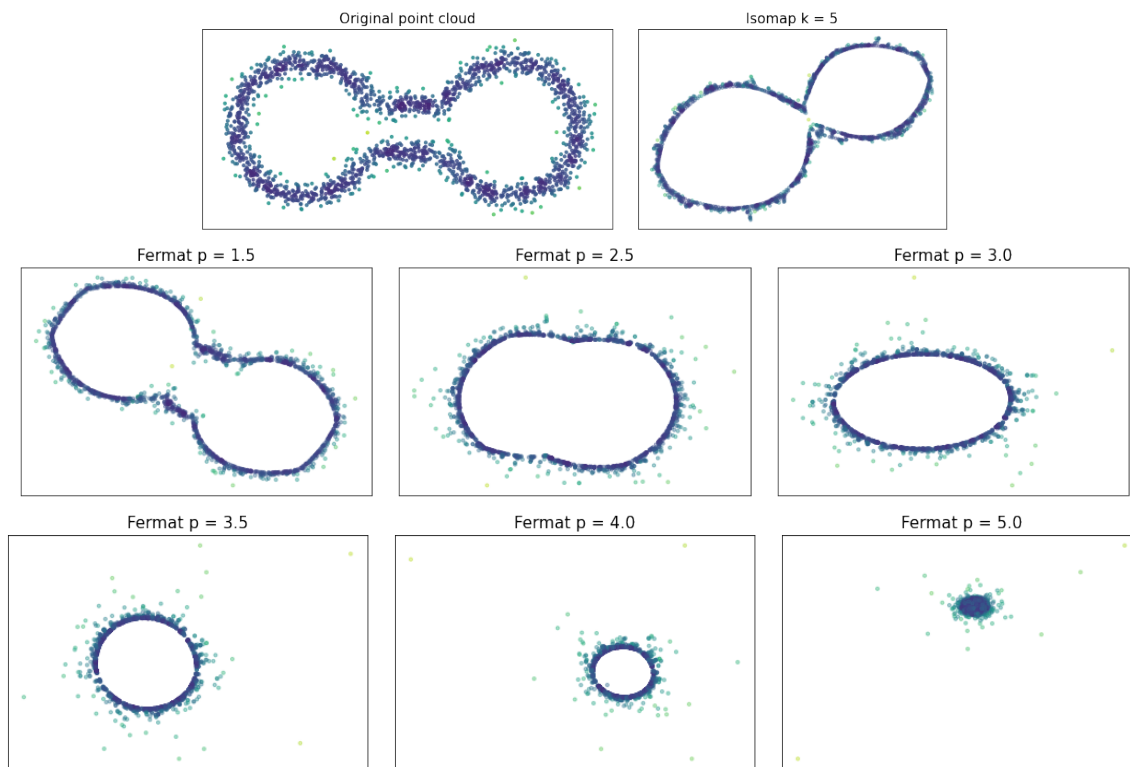 Original point cloud
Isomap k = 5
Fermat p = 1.5
Fermat p = 2.5
Fermat p = 3.0
Fermat p = 3.5
Fermat p = 4.0
Fermat p = 5.0